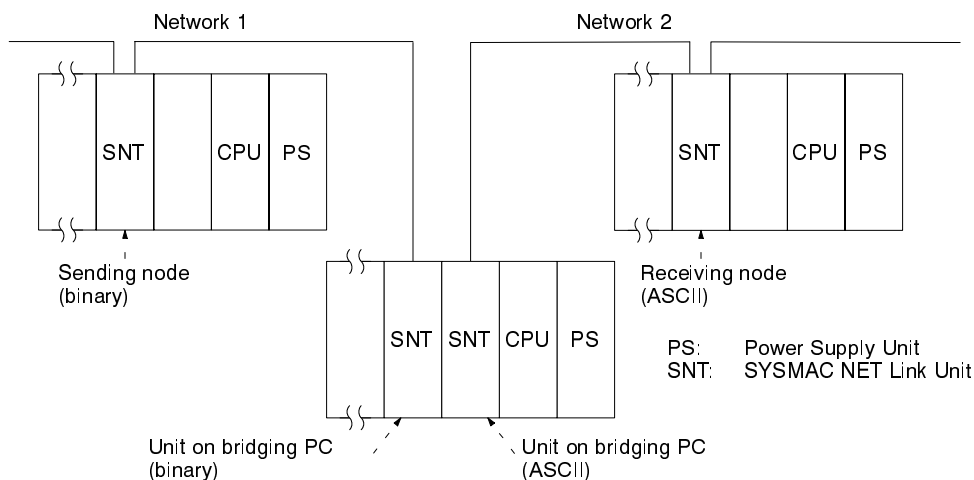 Network 1
Network 2
SNT
CPU
PS
SNT
CPU
PS
Sending node
(binary)
Receiving node
(ASCII)
SNT
SNT
CPU
PS
PS: Power Supply Unit
SNT: SYSMAC NET Link Unit
Unit on bridging PC
(binary)
Unit on bridging PC
(ASCII)